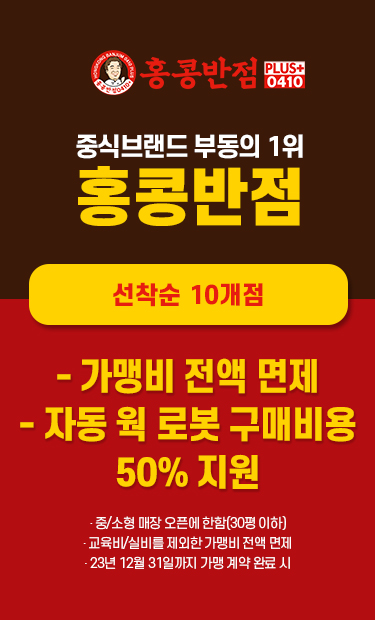 홍콩반점 PLUS+ 0410
중식브랜드 부동의 1위
홍콩반점
선착순 10개점
- 가맹비 전액 면제
- 자동 웍 로봇 구매비용
50% 지원
· 중/소형 매장 오픈에 한함(30평 이하)
· 교육비/실비를 제외한 가맹비 전액 면제
· 23년 12월 31일까지 가맹 계약 완료 시